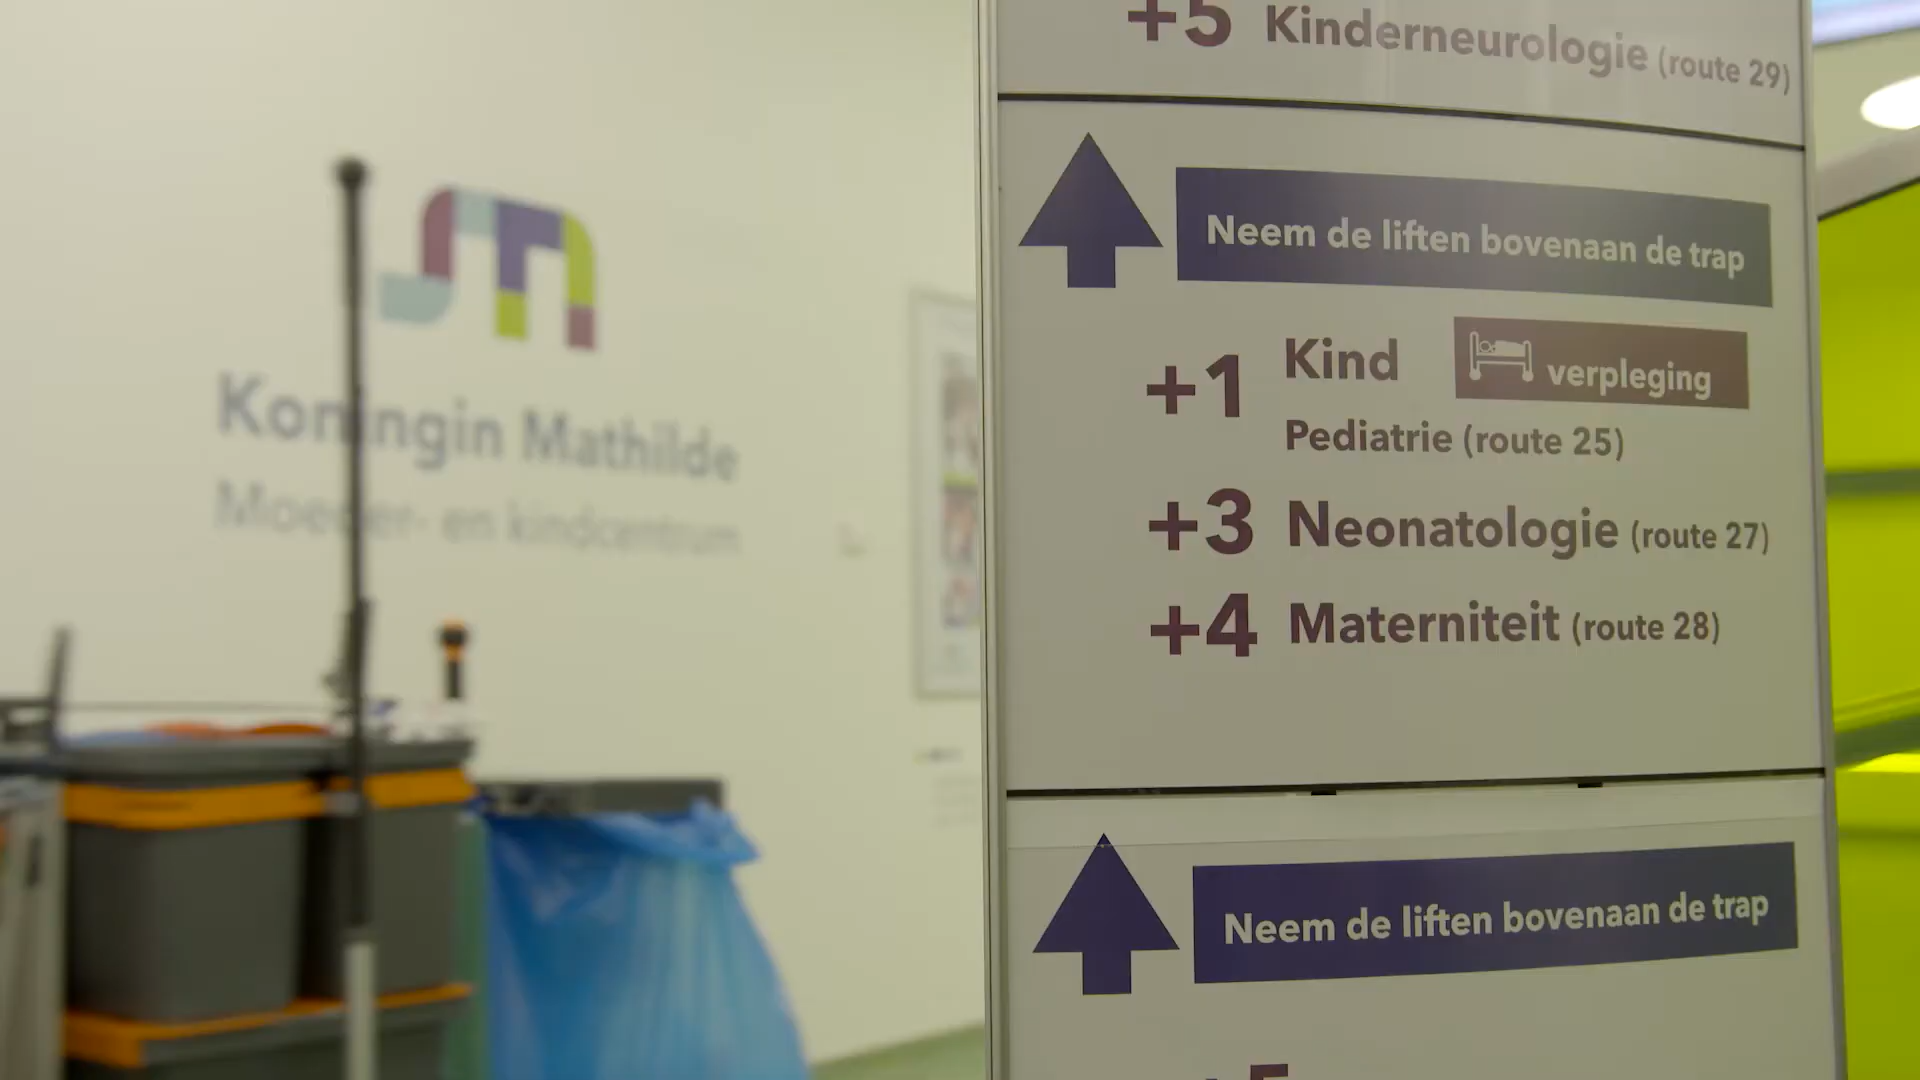 Koningin Mathilde
Moeder- en kindcentrum
+5 Kinderneurologie (route 29)
Neem de liften bovenaan de trap
+1 Kind verpleging
Pediatrie (route 25)
+3 Neonatologie (route 27)
+4 Materniteit (route 28)
Neem de liften bovenaan de trap